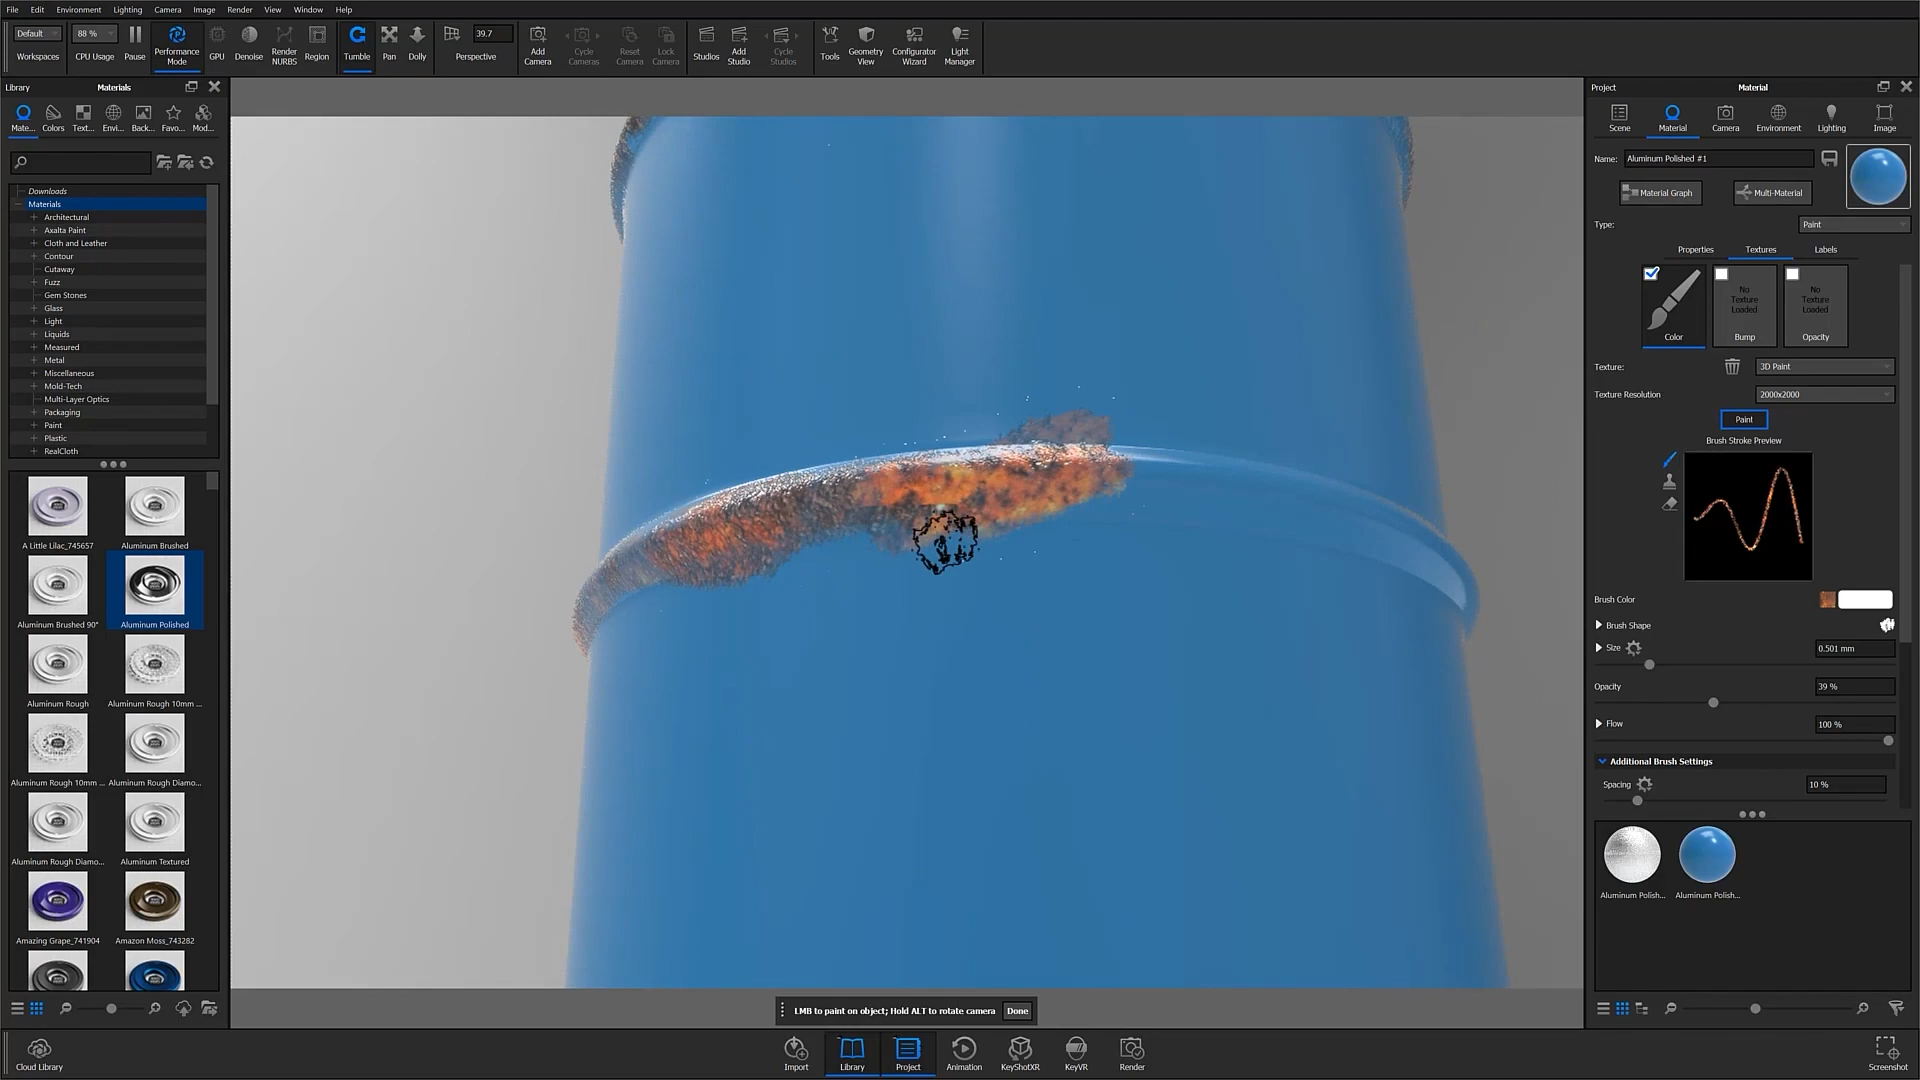 File Edit Environment Lighting Camera Image Render View Window Help
Default 88 % 39.7
Workspaces CPU Usage Pause Performance Mode GPU Denoise Render NURBS Region Tumble Pan Dolly Perspective Add Camera Cycle Cameras Reset Camera Lock Camera Studios Add Studio Cycle Studios Tools Geometry View Configurator Wizard Light Manager
Library Materials
Mate... Colors Text... Envi... Back... Favo... Mod...
Downloads
Materials
Architectural
Axalta Paint
Cloth and Leather
Contour
Cutaway
Fuzz
Gem Stones
Glass
Light
Liquids
Measured
Metal
Miscellaneous
Mold-Tech
Multi-Layer Optics
Packaging
Paint
Plastic
RealCloth
A Little Lilac_745657 Aluminum Brushed
Aluminum Brushed 90° Aluminum Polished
Aluminum Rough Aluminum Rough 10mm ...
Aluminum Rough 10mm ... Aluminum Rough Diamo...
Aluminum Rough Diamo... Aluminum Textured
Amazing Grape_741904 Amazon Moss_743282
Project Material
Scene Material Camera Environment Lighting Image
Name: Aluminum Polished #1
Material Graph Multi-Material
Type: Paint
Properties Textures Labels
No Texture Loaded No Texture Loaded
Color Bump Opacity
Texture: 3D Paint
Texture Resolution 2000x2000
Paint
Brush Stroke Preview
Brush Color
Brush Shape
Size 0.501 mm
Opacity 39 %
Flow 100 %
Additional Brush Settings
Spacing 10 %
Aluminum Polish... Aluminum Polish...
LMB to paint on object; Hold ALT to rotate camera Done
Cloud Library Import Library Project Animation KeyShotXR KeyVR Render Screenshot